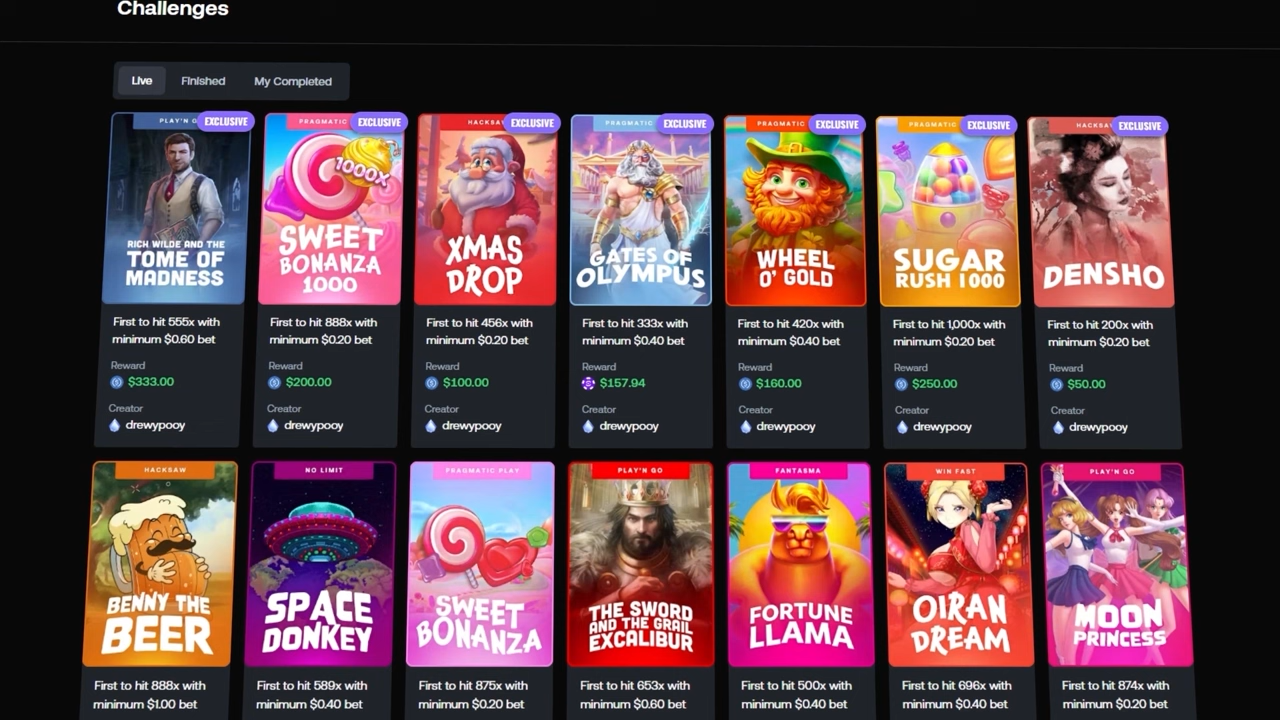 Challenges
Live Finished My Completed
PLAY'N G EXCLUSIVE
RICH WILDE AND THE
TOME OF
MADNESS
First to hit 555x with
minimum $0.60 bet
Reward
$333.00
Creator
drewypooy
PRAGMATIC EXCLUSIVE
1000X
SWEET
BONANZA
1000
First to hit 888x with
minimum $0.20 bet
Reward
$200.00
Creator
drewypooy
HACKSAW EXCLUSIVE
XMAS
DROP
First to hit 456x with
minimum $0.20 bet
Reward
$100.00
Creator
drewypooy
PRAGMATIC EXCLUSIVE
GATES OF
OLYMPUS
First to hit 333x with
minimum $0.40 bet
Reward
$157.94
Creator
drewypooy
PRAGMATIC EXCLUSIVE
WHEEL
O' GOLD
First to hit 420x with
minimum $0.40 bet
Reward
$160.00
Creator
drewypooy
PRAGMATIC EXCLUSIVE
SUGAR
RUSH 1000
First to hit 1,000x with
minimum $0.20 bet
Reward
$250.00
Creator
drewypooy
HACKSAW EXCLUSIVE
DENSHO
First to hit 200x with
minimum $0.20 bet
Reward
$50.00
Creator
drewypooy
HACKSAW
BENNY THE
BEER
First to hit 888x with
minimum $1.00 bet
NO LIMIT
SPACE
DONKEY
First to hit 589x with
minimum $0.40 bet
PRAGMATIC PLAY
SWEET
BONANZA
First to hit 875x with
minimum $0.20 bet
PLAY'N GO
THE SWORD
AND THE GRAIL
EXCALIBUR
First to hit 653x with
minimum $0.60 bet
FANTASMA
FORTUNE
LLAMA
First to hit 500x with
minimum $0.40 bet
WIN FAST
OIRAN
DREAM
First to hit 696x with
minimum $0.40 bet
PLAY'N GO
MOON
PRINCESS
First to hit 874x with
minimum $0.20 bet